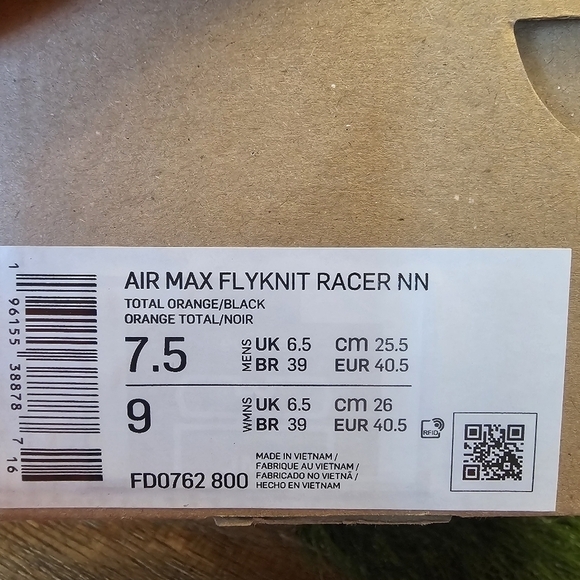 AIR MAX FLYKNIT RACER NN
TOTAL ORANGE/BLACK
ORANGE TOTAL/NOIR
7.5 MENS UK 6.5 cm 25.5
BR 39 EUR 40.5
9 WMNS UK 6.5 cm 26
BR 39 EUR 40.5
RFID
FD0762 800
MADE IN VIETNAM /
FABRIQUE AU VIETNAM /
FABRICADO NO VIETNÃ /
HECHO EN VIETNAM
1 96155 38878 7 16